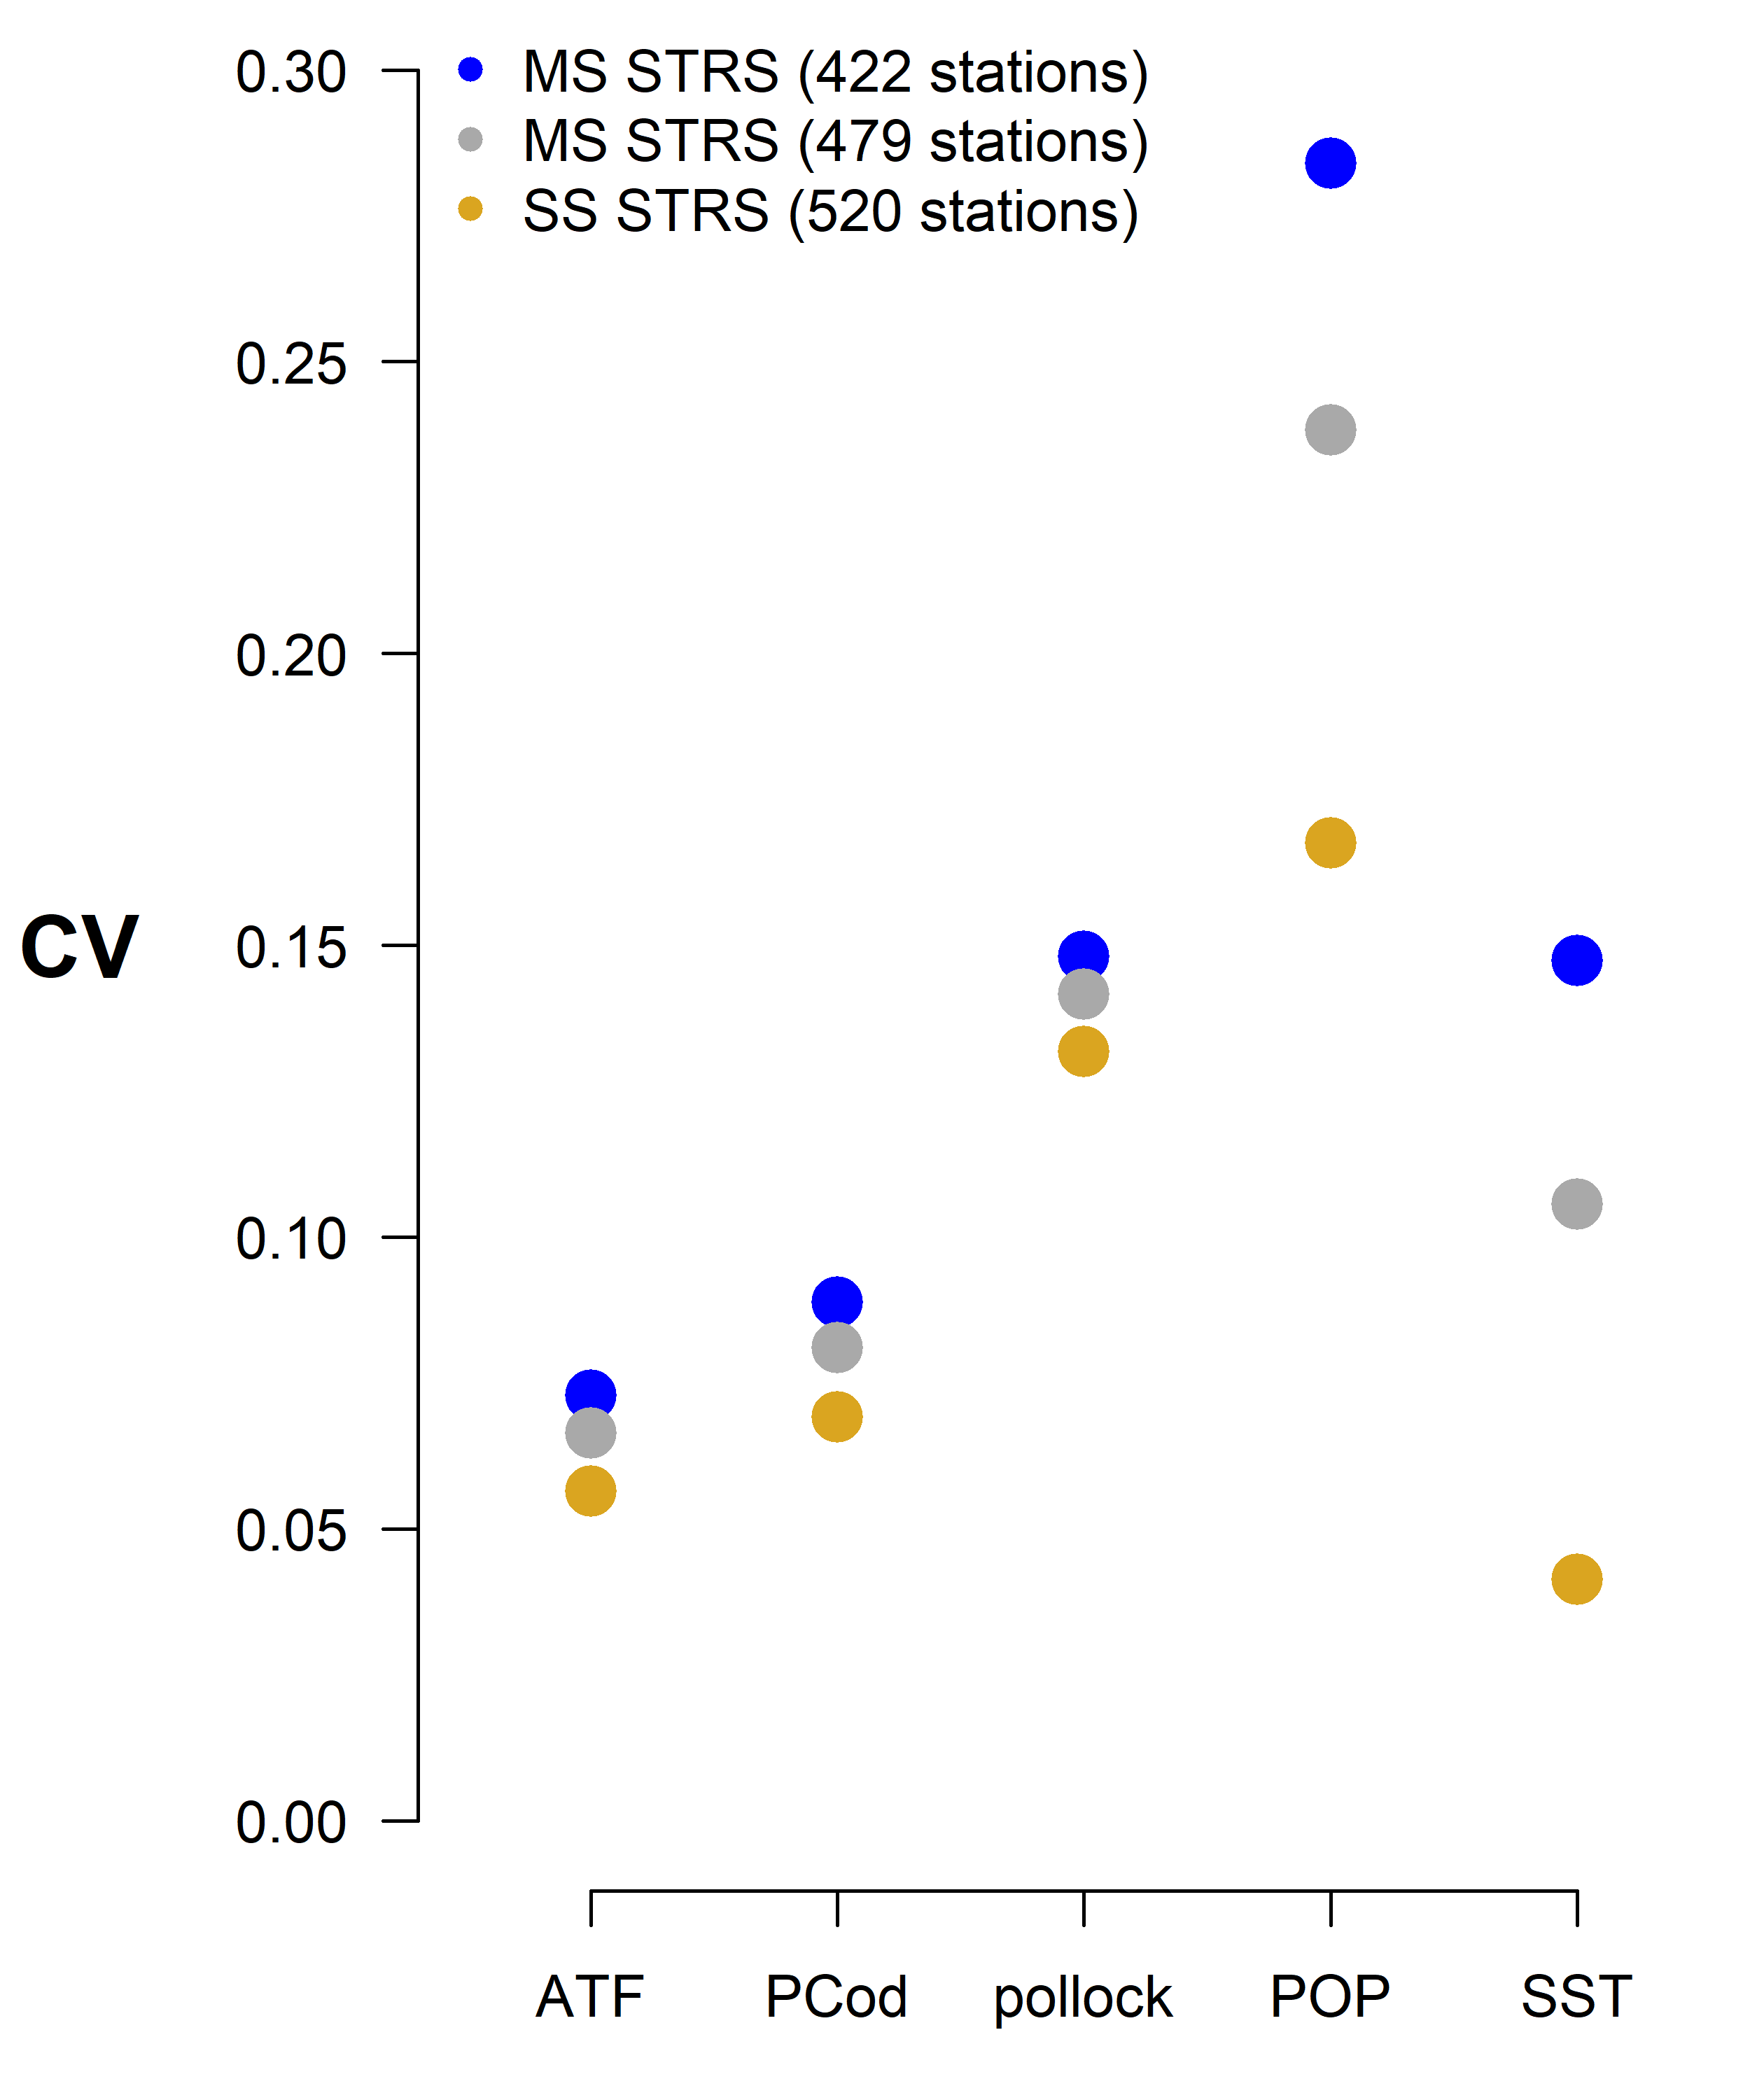 MS STRS (422 stations)
MS STRS (479 stations)
SS STRS (520 stations)
0.30
0.25
0.20
0.15
0.10
0.05
0.00
CV
ATF PCod pollock POP SST